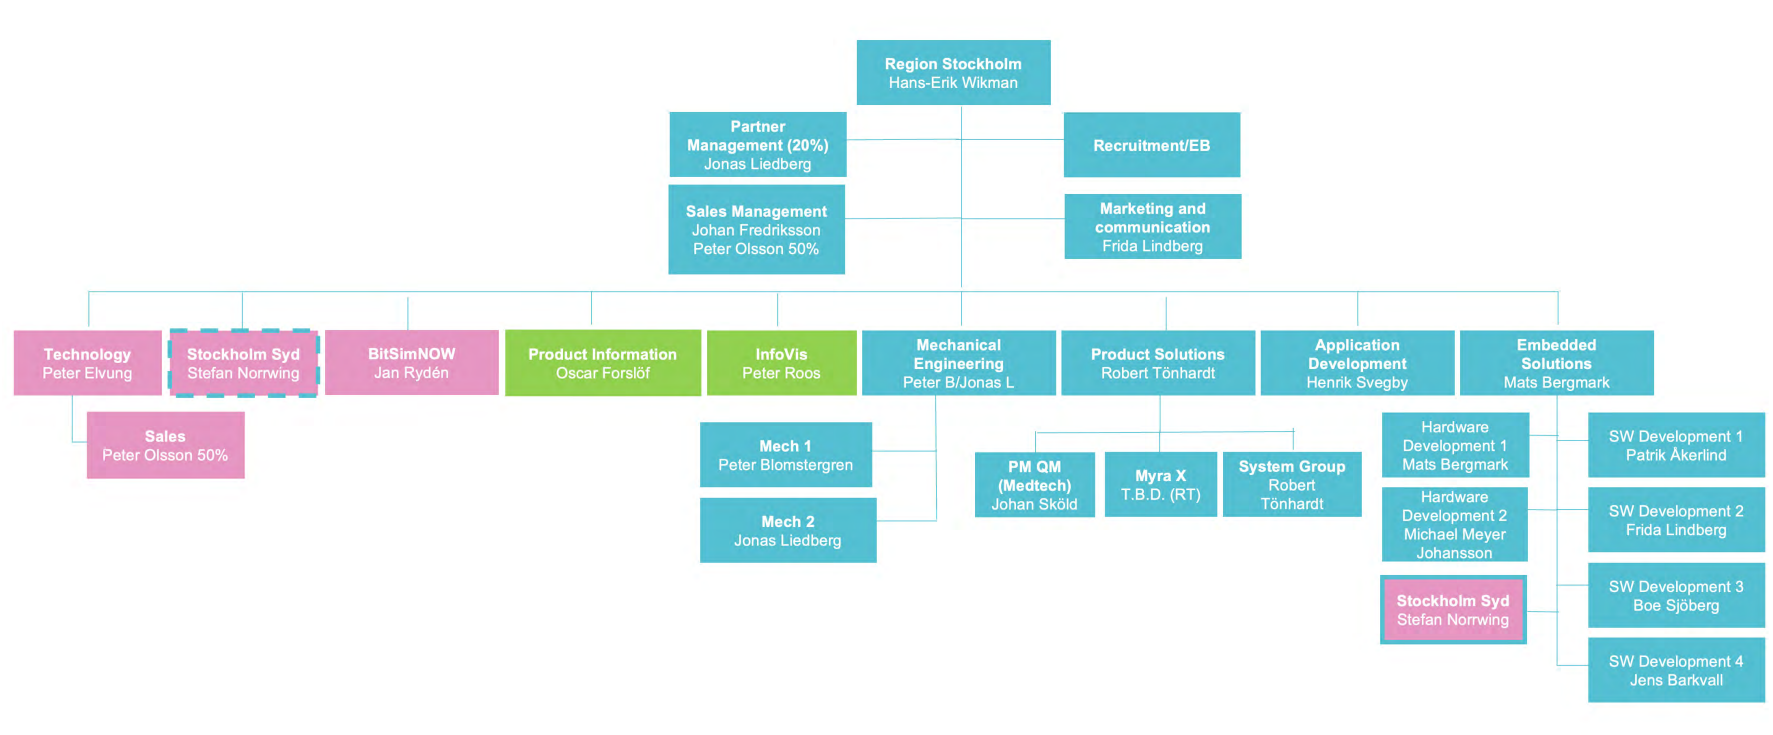 Region Stockholm
Hans-Erik Wikman
Partner
Management (20%)
Jonas Liedberg
Recruitment/EB
Sales Management
Johan Fredriksson
Peter Olsson 50%
Marketing and
communication
Frida Lindberg
Technology
Peter Elvung
Stockholm Syd
Stefan Norrwing
BitSimNOW
Jan Rydén
Product Information
Oscar Forslöf
InfoVis
Peter Roos
Mechanical
Engineering
Peter B/Jonas L
Product Solutions
Robert Tönhardt
Application
Development
Henrik Svegby
Embedded
Solutions
Mats Bergmark
Sales
Peter Olsson 50%
Mech 1
Peter Blomstergren
Mech 2
Jonas Liedberg
PM QM
(Medtech)
Johan Sköld
Myra X
T.B.D. (RT)
System Group
Robert
Tönhardt
Hardware
Development 1
Mats Bergmark
Hardware
Development 2
Michael Meyer
Johansson
Stockholm Syd
Stefan Norrwing
SW Development 1
Patrik Åkerlind
SW Development 2
Frida Lindberg
SW Development 3
Boe Sjöberg
SW Development 4
Jens Barkvall